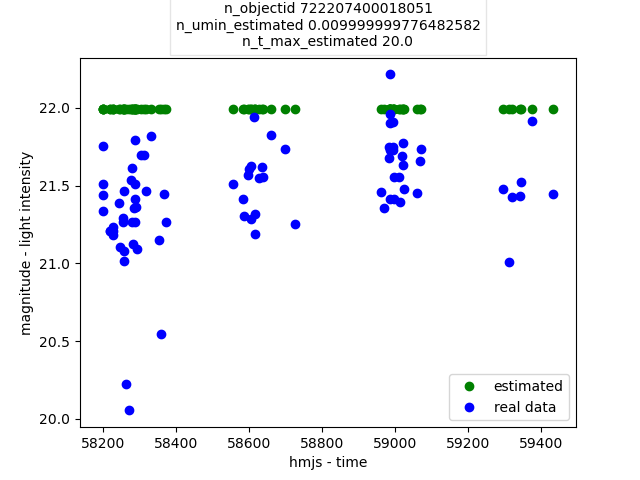 n_objectid 722207400018051
n_umin_estimated 0.009999999776482582
n_t_max_estimated 20.0
22.0
21.5
21.0
20.5
20.0
magnitude - light intensity
estimated
real data
58200 58400 58600 58800 59000 59200 59400
hmjs - time